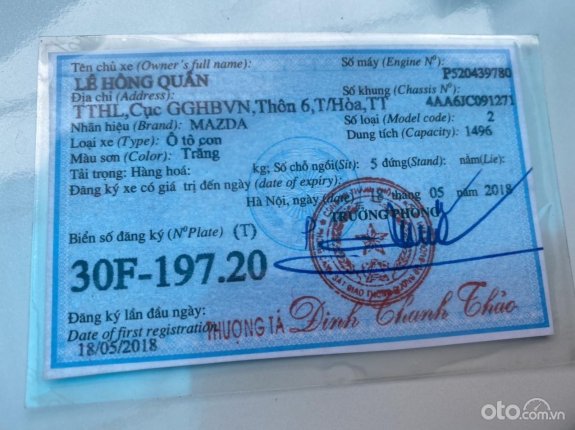 Tên chủ xe (Owner's full name): Số máy (Engine Nº):
LÊ HỒNG QUÂN P520439780
Địa chỉ (Address): Số khung (Chassis Nº):
TTHL,Cục GGHBVN,Thôn 6,T/Hòa,TT 4AA6JC091271
Nhãn hiệu (Brand): MAZDA Số loại (Model code): 2
Loại xe (Type): Ô tô con Dung tích (Capacity): 1496
Màu sơn (Color): Trắng
Tải trọng: Hàng hoá: kg; Số chỗ ngồi(Sit): 5 đứng(Stand): nằm(Lie):
Đăng ký xe có giá trị đến ngày (date of expiry):
Hà Nội, ngày (date) 18 tháng 05 năm 2018
TRƯỞNG PHÒNG
Biển số đăng ký (NºPlate) (T)
30F-197.20
Đăng ký lần đầu ngày:
Date of first registration
18/05/2018
THƯỢNG TÁ Đinh Thanh Thảo
oto.com.vn